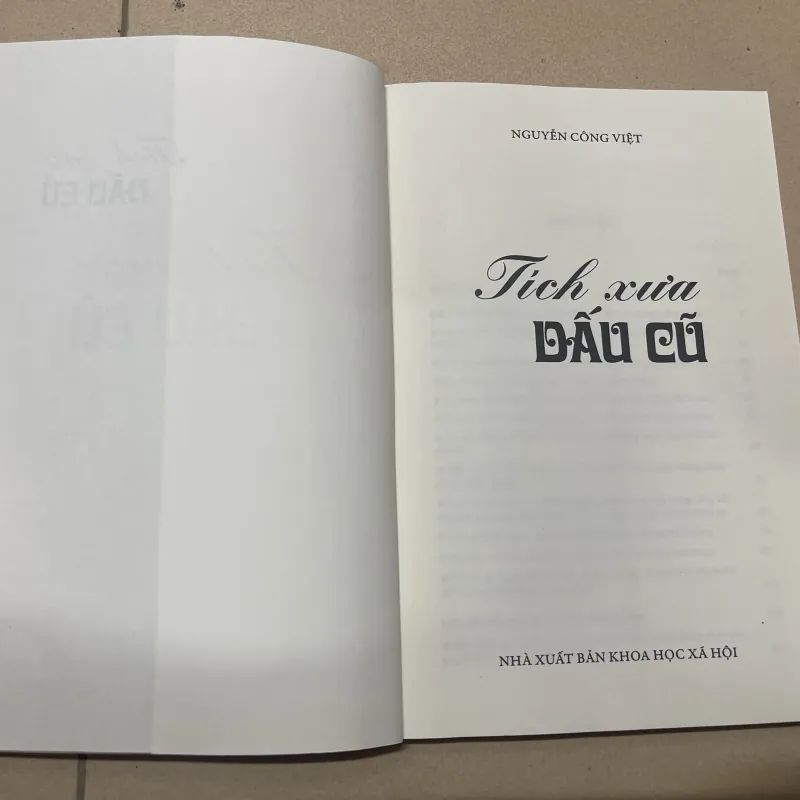 NGUYỄN CÔNG VIỆT
Tích xưa
DẤU CŨ
NHÀ XUẤT BẢN KHOA HỌC XÃ HỘI